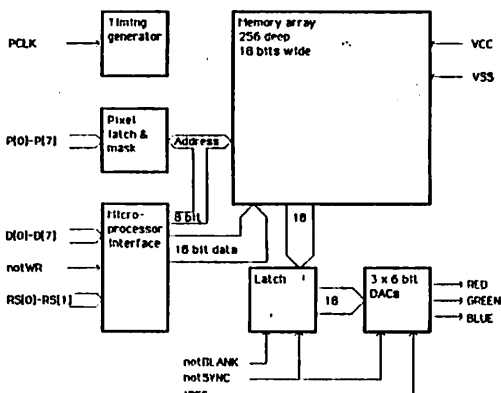 PCLK
Timing
generator
Memory array
256 deep
18 bits wide
VCC
VSS
P[0]-P[7]
Pixel
latch &
mask
Address
8 bit
D[0]-D[7]
notWR
RS[0]-RS[1]
Micro-
processor
Interface
18 bit data
18
Latch
18
3 x 6 bit
DACs
RED
GREEN
BLUE
notBLANK
notSYNC